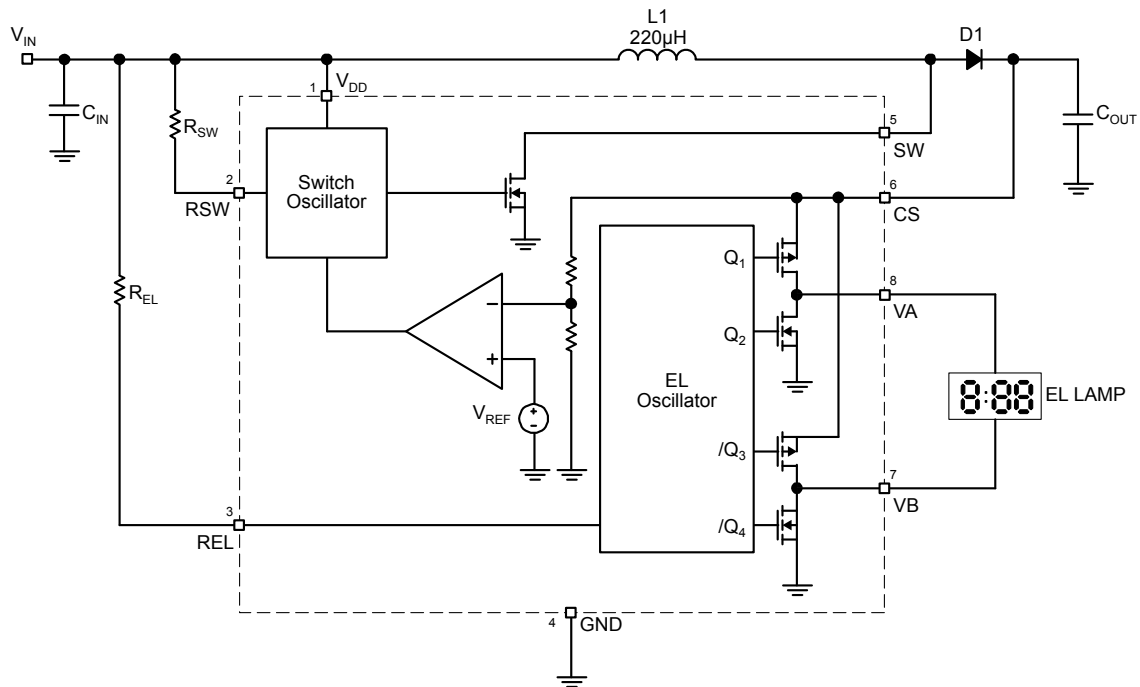 L1
220µH
D1
VIN
1
VDD
CIN
RSW
COUT
5
SW
2
RSW
Switch
Oscillator
6
CS
REL
Q1
8
VA
–
+
Q2
EL
Oscillator
8:88
EL LAMP
VREF
+
-
/Q3
7
VB
3
REL
/Q4
4
GND